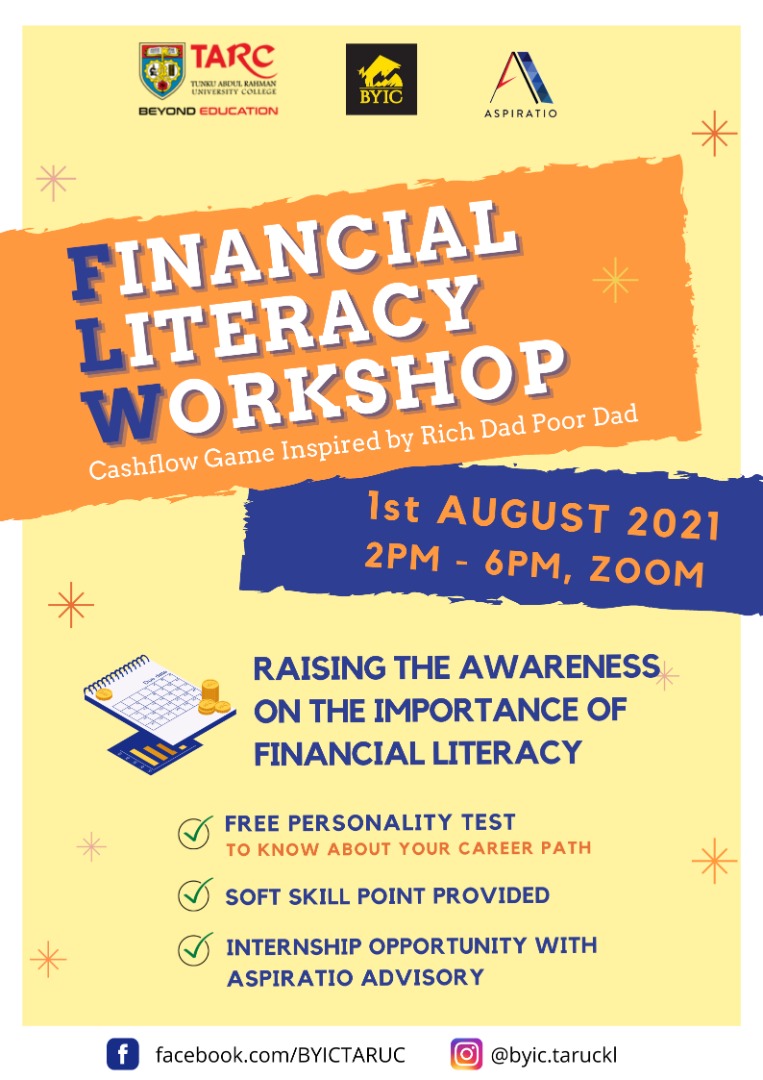 TARC
TUNKU ABDUL RAHMAN
UNIVERSITY COLLEGE
BEYOND EDUCATION
BYIC
ASPIRATIO
FINANCIAL
LITERACY
WORKSHOP
Cashflow Game Inspired by Rich Dad Poor Dad
1st AUGUST 2021
2PM - 6PM, ZOOM
Due date
RAISING THE AWARENESS
ON THE IMPORTANCE OF
FINANCIAL LITERACY
FREE PERSONALITY TEST
TO KNOW ABOUT YOUR CAREER PATH
SOFT SKILL POINT PROVIDED
INTERNSHIP OPPORTUNITY WITH
ASPIRATIO ADVISORY
facebook.com/BYICTARUC
@byic.taruckl